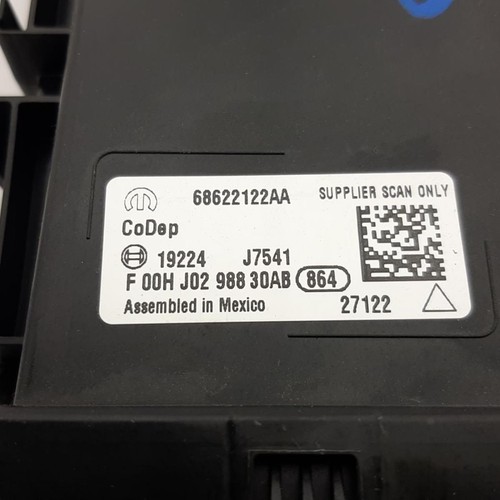 68622122AA SUPPLIER SCAN ONLY
CoDep
19224 J7541
F 00H J02 988 30AB 864
Assembled in Mexico 27122